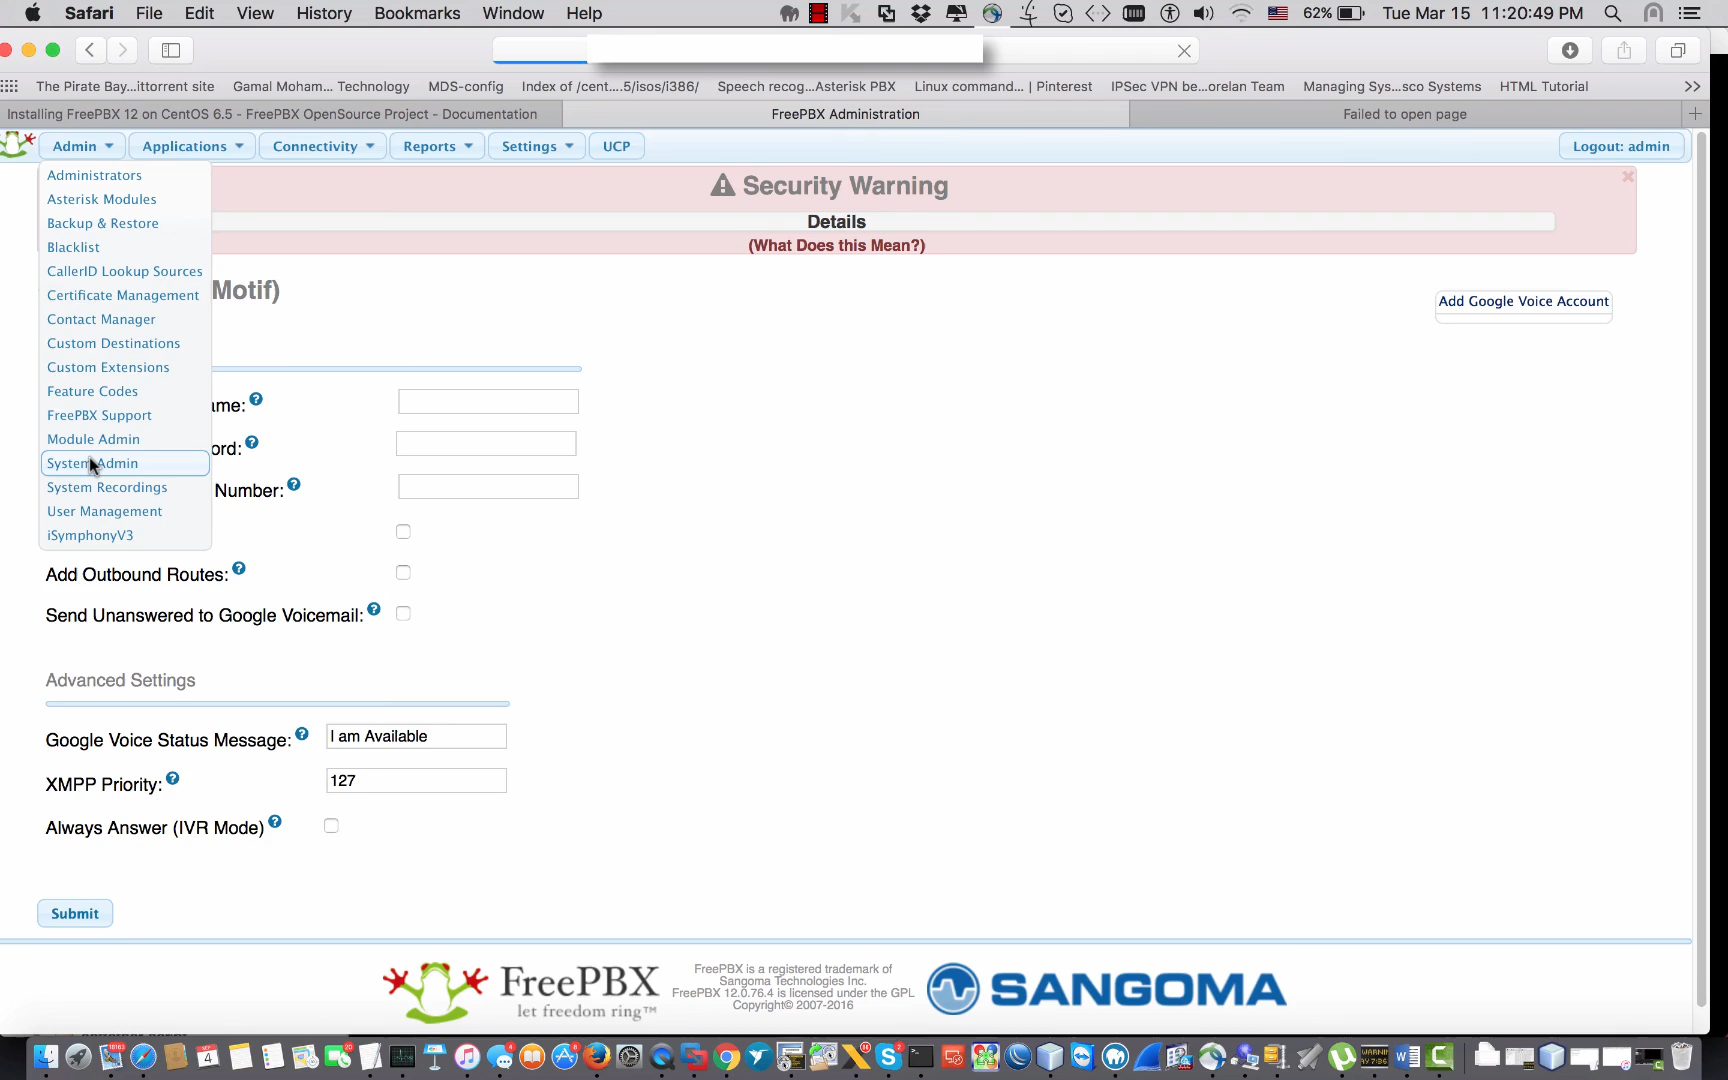 Safari File Edit View History Bookmarks Window Help 62% Tue Mar 15 11:20:49 PM
The Pirate Bay...ittorrent site Gamal Moham... Technology MDS-config Index of /cent....5/isos/i386/ Speech recog...Asterisk PBX Linux command... | Pinterest IPSec VPN be...orelan Team Managing Sys...sco Systems HTML Tutorial
Installing FreePBX 12 on CentOS 6.5 - FreePBX OpenSource Project - Documentation FreePBX Administration Failed to open page
Admin Applications Connectivity Reports Settings UCP Logout: admin
Administrators
Asterisk Modules
Backup & Restore
Blacklist
CallerID Lookup Sources
Certificate Management
Contact Manager
Custom Destinations
Custom Extensions
Feature Codes
FreePBX Support
Module Admin
System Admin
System Recordings
User Management
iSymphonyV3
Security Warning
Details
(What Does this Mean?)
Motif)
Add Google Voice Account
me:
ord:
Number:
Add Outbound Routes:
Send Unanswered to Google Voicemail:
Advanced Settings
Google Voice Status Message: I am Available
XMPP Priority: 127
Always Answer (IVR Mode)
Submit
FreePBX
let freedom ring™
FreePBX is a registered trademark of
Sangoma Technologies Inc.
FreePBX 12.0.76.4 is licensed under the GPL
Copyright© 2007-2016
SANGOMA